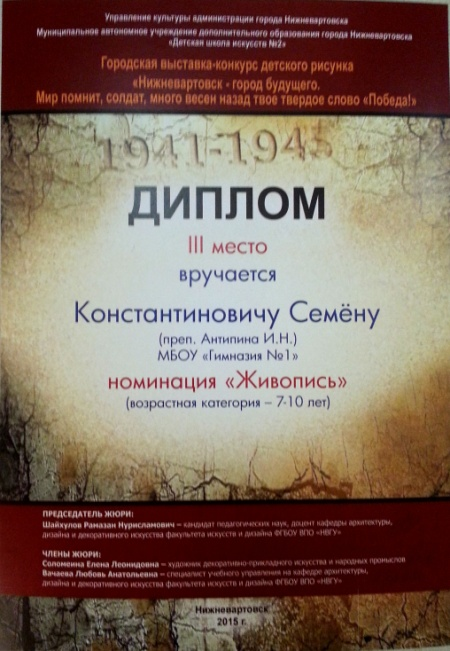 Управление культуры администрации города Нижневартовска
Муниципальное автономное учреждение дополнительного образования города Нижневартовска
«Детская школа искусств №2»
Городская выставка-конкурс детского рисунка
«Нижневартовск - город будущего.
Мир помнит, солдат, много весен назад твое твердое слово «Победа!»
1941-1945
ДИПЛОМ
III место
вручается
Константиновичу Семёну
(преп. Антипина И.Н.)
МБОУ «Гимназия №1»
номинация «Живопись»
(возрастная категория – 7-10 лет)
ПРЕДСЕДАТЕЛЬ ЖЮРИ:
Шайхулов Рамазан Нурисламович – кандидат педагогических наук, доцент кафедры архитектуры,
дизайна и декоративного искусства факультета искусств и дизайна ФГБОУ ВПО «НВГУ»
ЧЛЕНЫ ЖЮРИ:
Соломеина Елена Леонидовна – художник декоративно-прикладного искусства и народных промыслов
Вачаева Любовь Анатольевна – специалист учебного управления на кафедре архитектуры,
дизайна и декоративного искусства факультета искусств и дизайна ФГБОУ ВПО «НВГУ»
Нижневартовск
2015 г.